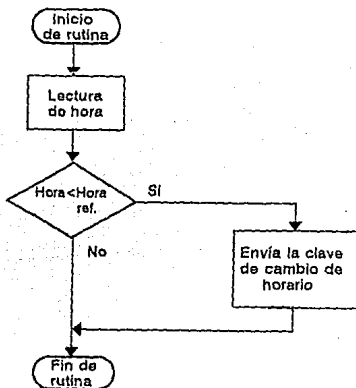 Inicio
de rutina
Lectura
de hora
Hora<Hora
ref.
Sí
No
Envía la clave
de cambio de
horario
Fin de
rutina